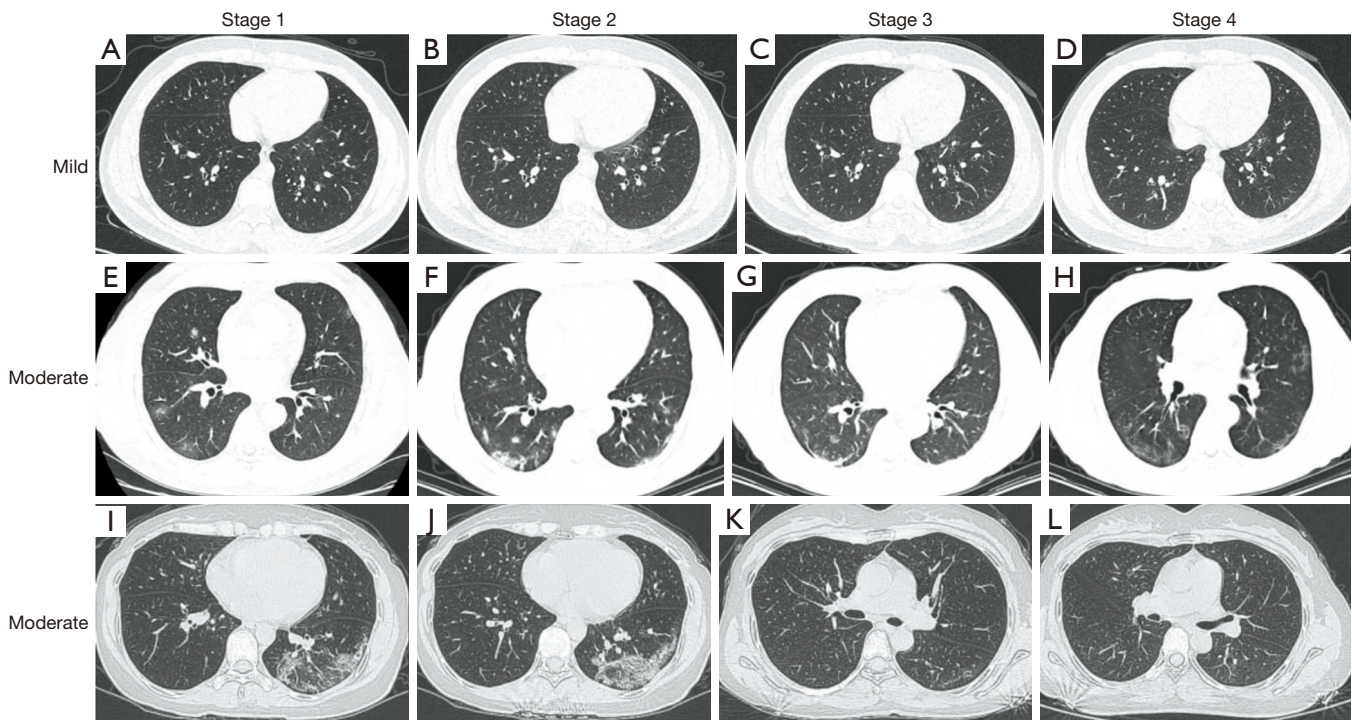 Stage 1 Stage 2 Stage 3 Stage 4
A B C D
Mild
E F G H
Moderate
I J K L
Moderate